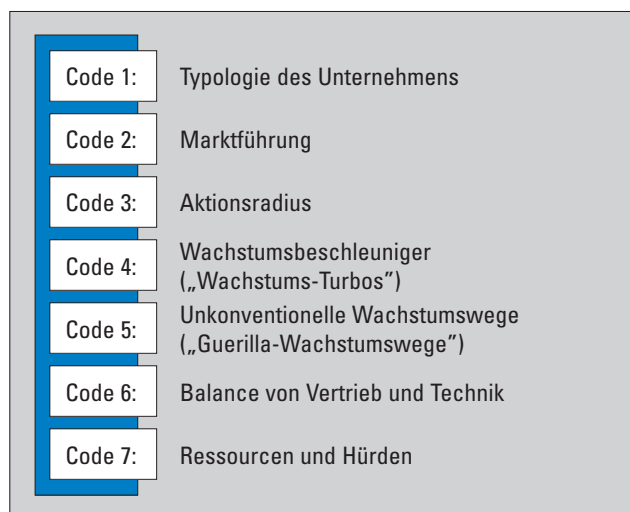 Code 1: Typologie des Unternehmens
Code 2: Marktführung
Code 3: Aktionsradius
Code 4: Wachstumsbeschleuniger
(„Wachstums-Turbos”)
Code 5: Unkonventionelle Wachstumswege
(„Guerilla-Wachstumswege”)
Code 6: Balance von Vertrieb und Technik
Code 7: Ressourcen und Hürden